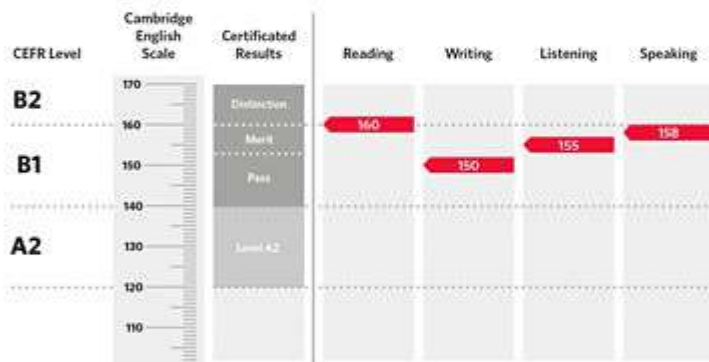 CEFR Level
Cambridge
English
Scale
Certificated
Results
Reading
Writing
Listening
Speaking
B2
B1
A2
170
160
150
140
130
120
110
Distinction
Merit
Pass
Level A2
160
150
155
158